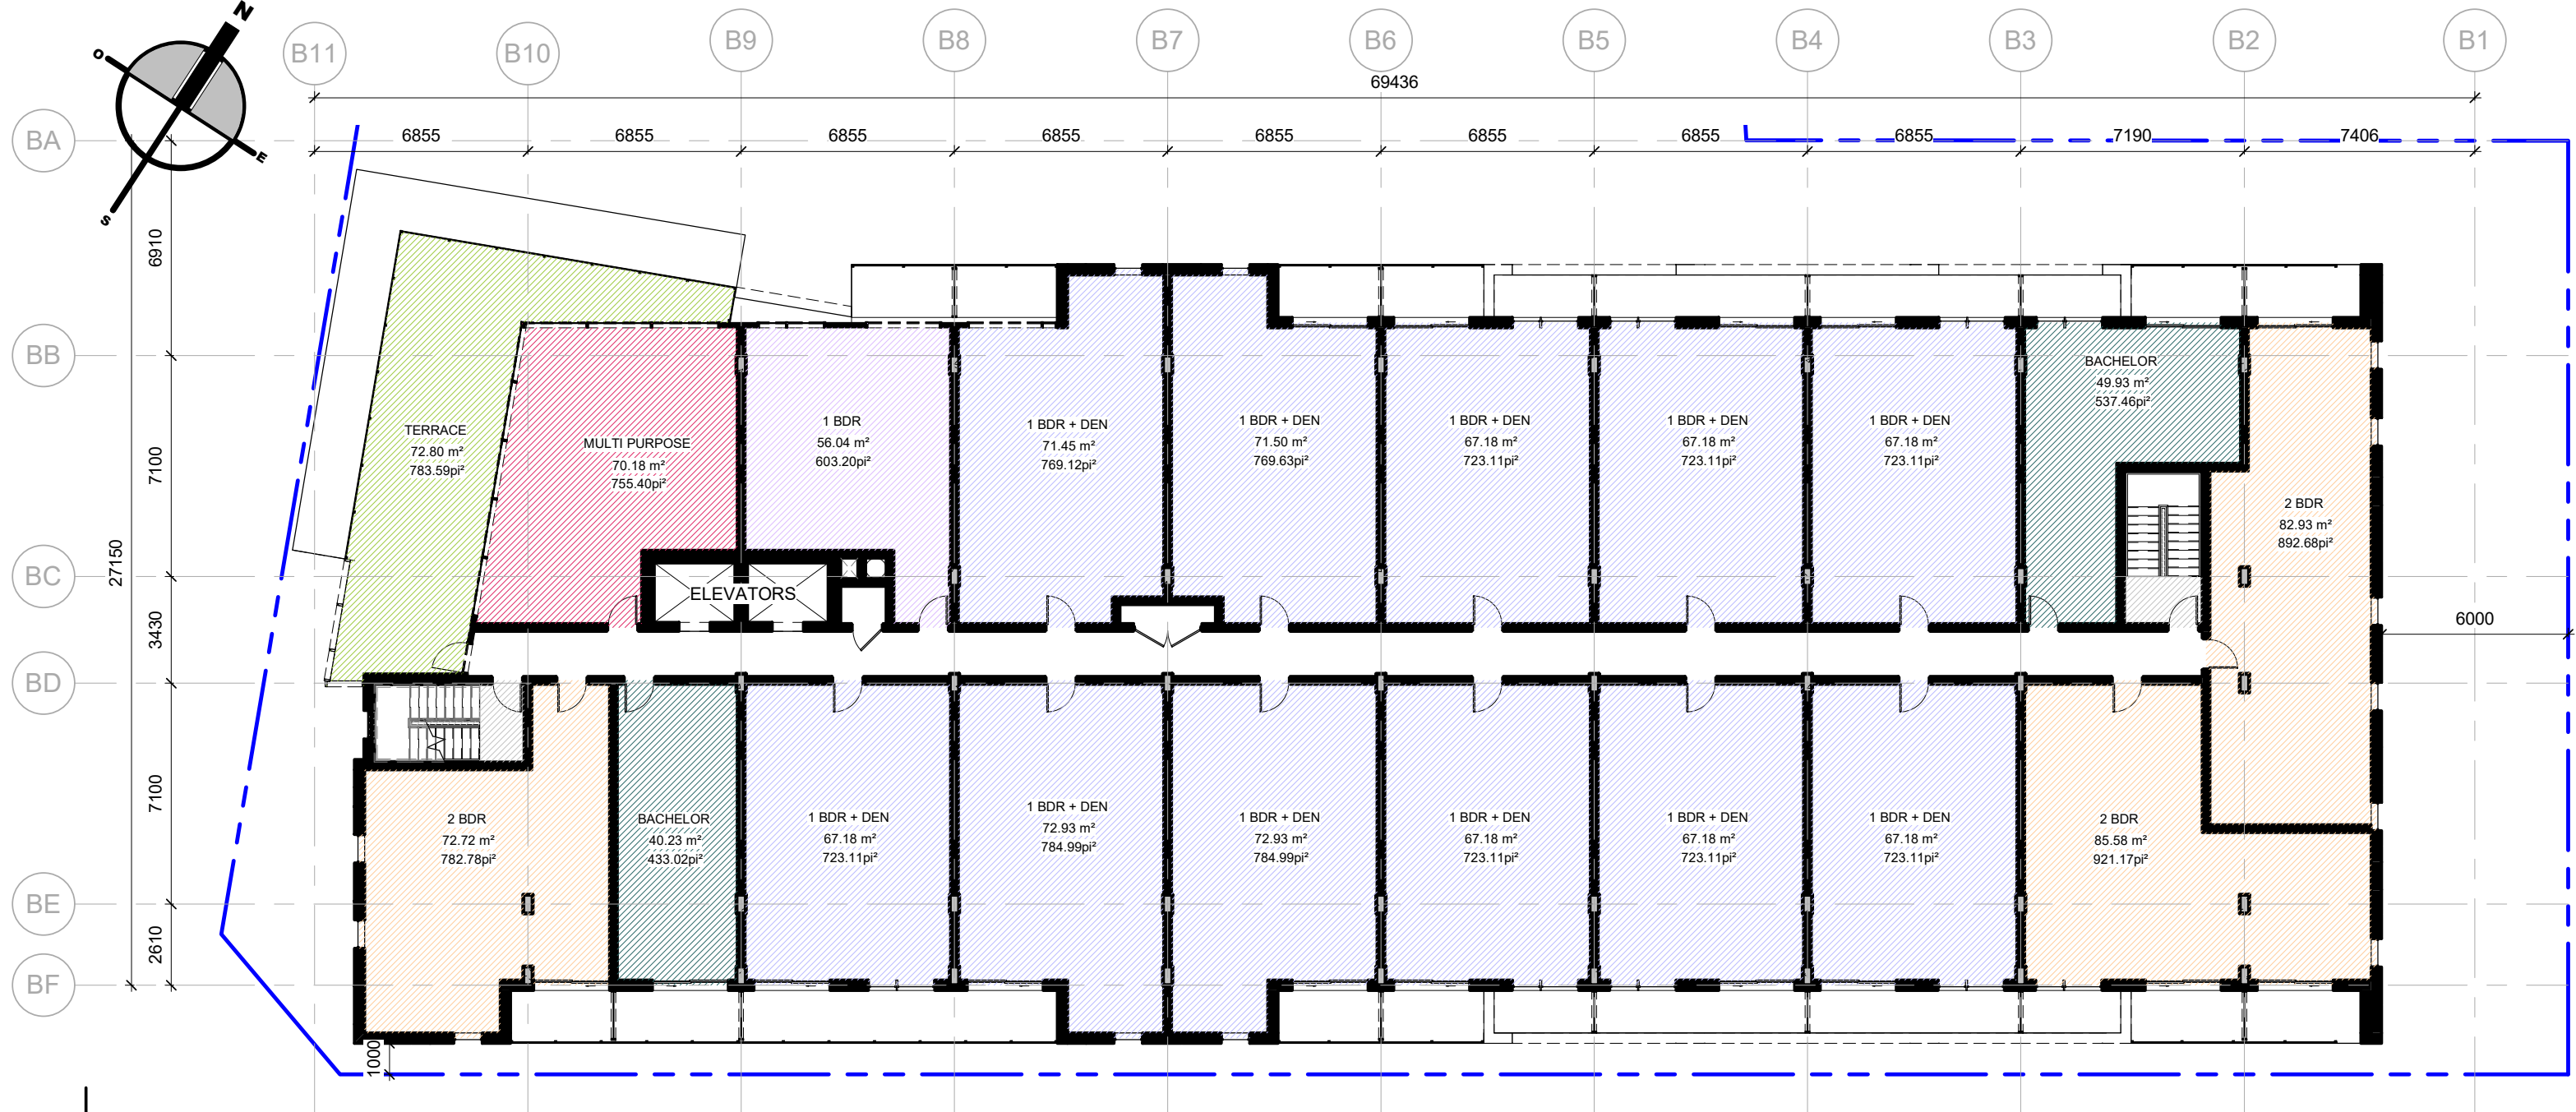 N
O
E
S
B11
B10
B9
B8
B7
B6
B5
B4
B3
B2
B1
69436
BA
6855
6855
6855
6855
6855
6855
6855
6855
7190
7406
6910
BB
7100
BC
27150
3430
BD
7100
BE
2610
BF
1000
6000
TERRACE
72.80 m²
783.59pi²
MULTI PURPOSE
70.18 m²
755.40pi²
1 BDR
56.04 m²
603.20pi²
1 BDR + DEN
71.45 m²
769.12pi²
1 BDR + DEN
71.50 m²
769.63pi²
1 BDR + DEN
67.18 m²
723.11pi²
1 BDR + DEN
67.18 m²
723.11pi²
1 BDR + DEN
67.18 m²
723.11pi²
BACHELOR
49.93 m²
537.46pi²
2 BDR
82.93 m²
892.68pi²
ELEVATORS
2 BDR
72.72 m²
782.78pi²
BACHELOR
40.23 m²
433.02pi²
1 BDR + DEN
67.18 m²
723.11pi²
1 BDR + DEN
72.93 m²
784.99pi²
1 BDR + DEN
72.93 m²
784.99pi²
1 BDR + DEN
67.18 m²
723.11pi²
1 BDR + DEN
67.18 m²
723.11pi²
1 BDR + DEN
67.18 m²
723.11pi²
2 BDR
85.58 m²
921.17pi²